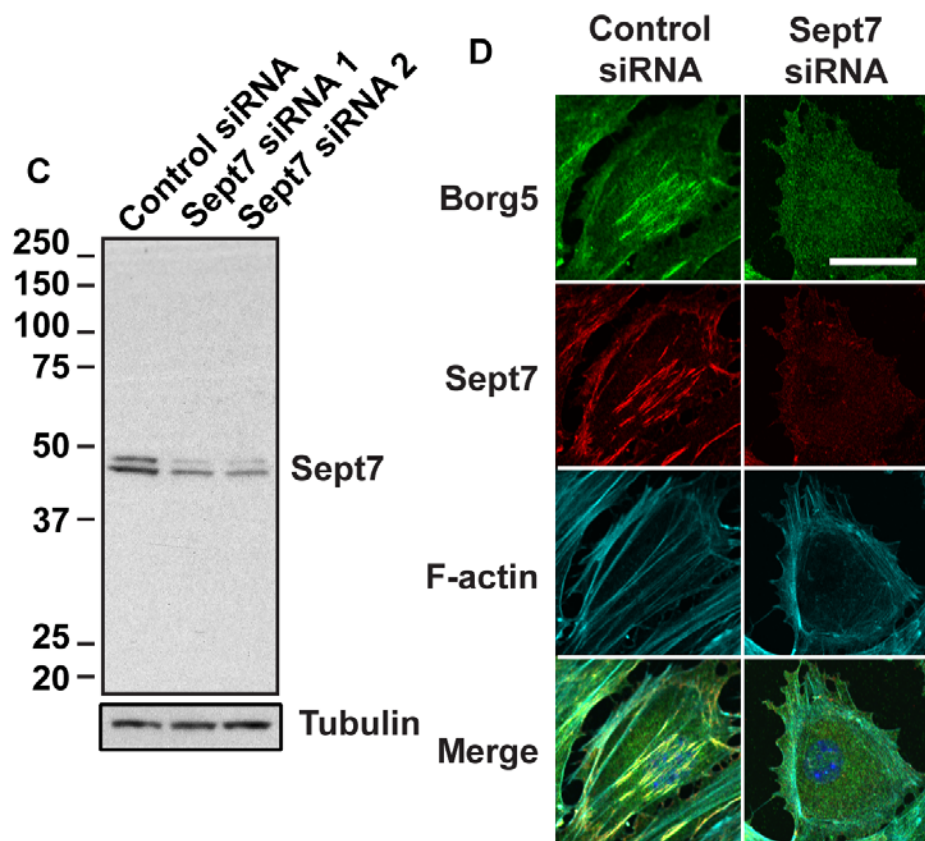 C
Control siRNA
Sept7 siRNA 1
Sept7 siRNA 2
250
150
100
75
50
37
25
20
Sept7
Tubulin
D
Control
siRNA
Sept7
siRNA
Borg5
Sept7
F-actin
Merge